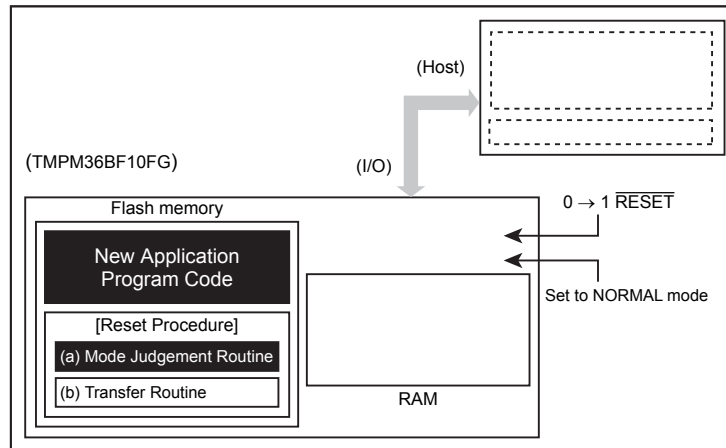 (Host)
(TMPM36BF10FG)
(I/O)
Flash memory
0 → 1 R̅E̅S̅E̅T̅
New Application
Program Code
Set to NORMAL mode
[Reset Procedure]
(a) Mode Judgement Routine
(b) Transfer Routine
RAM